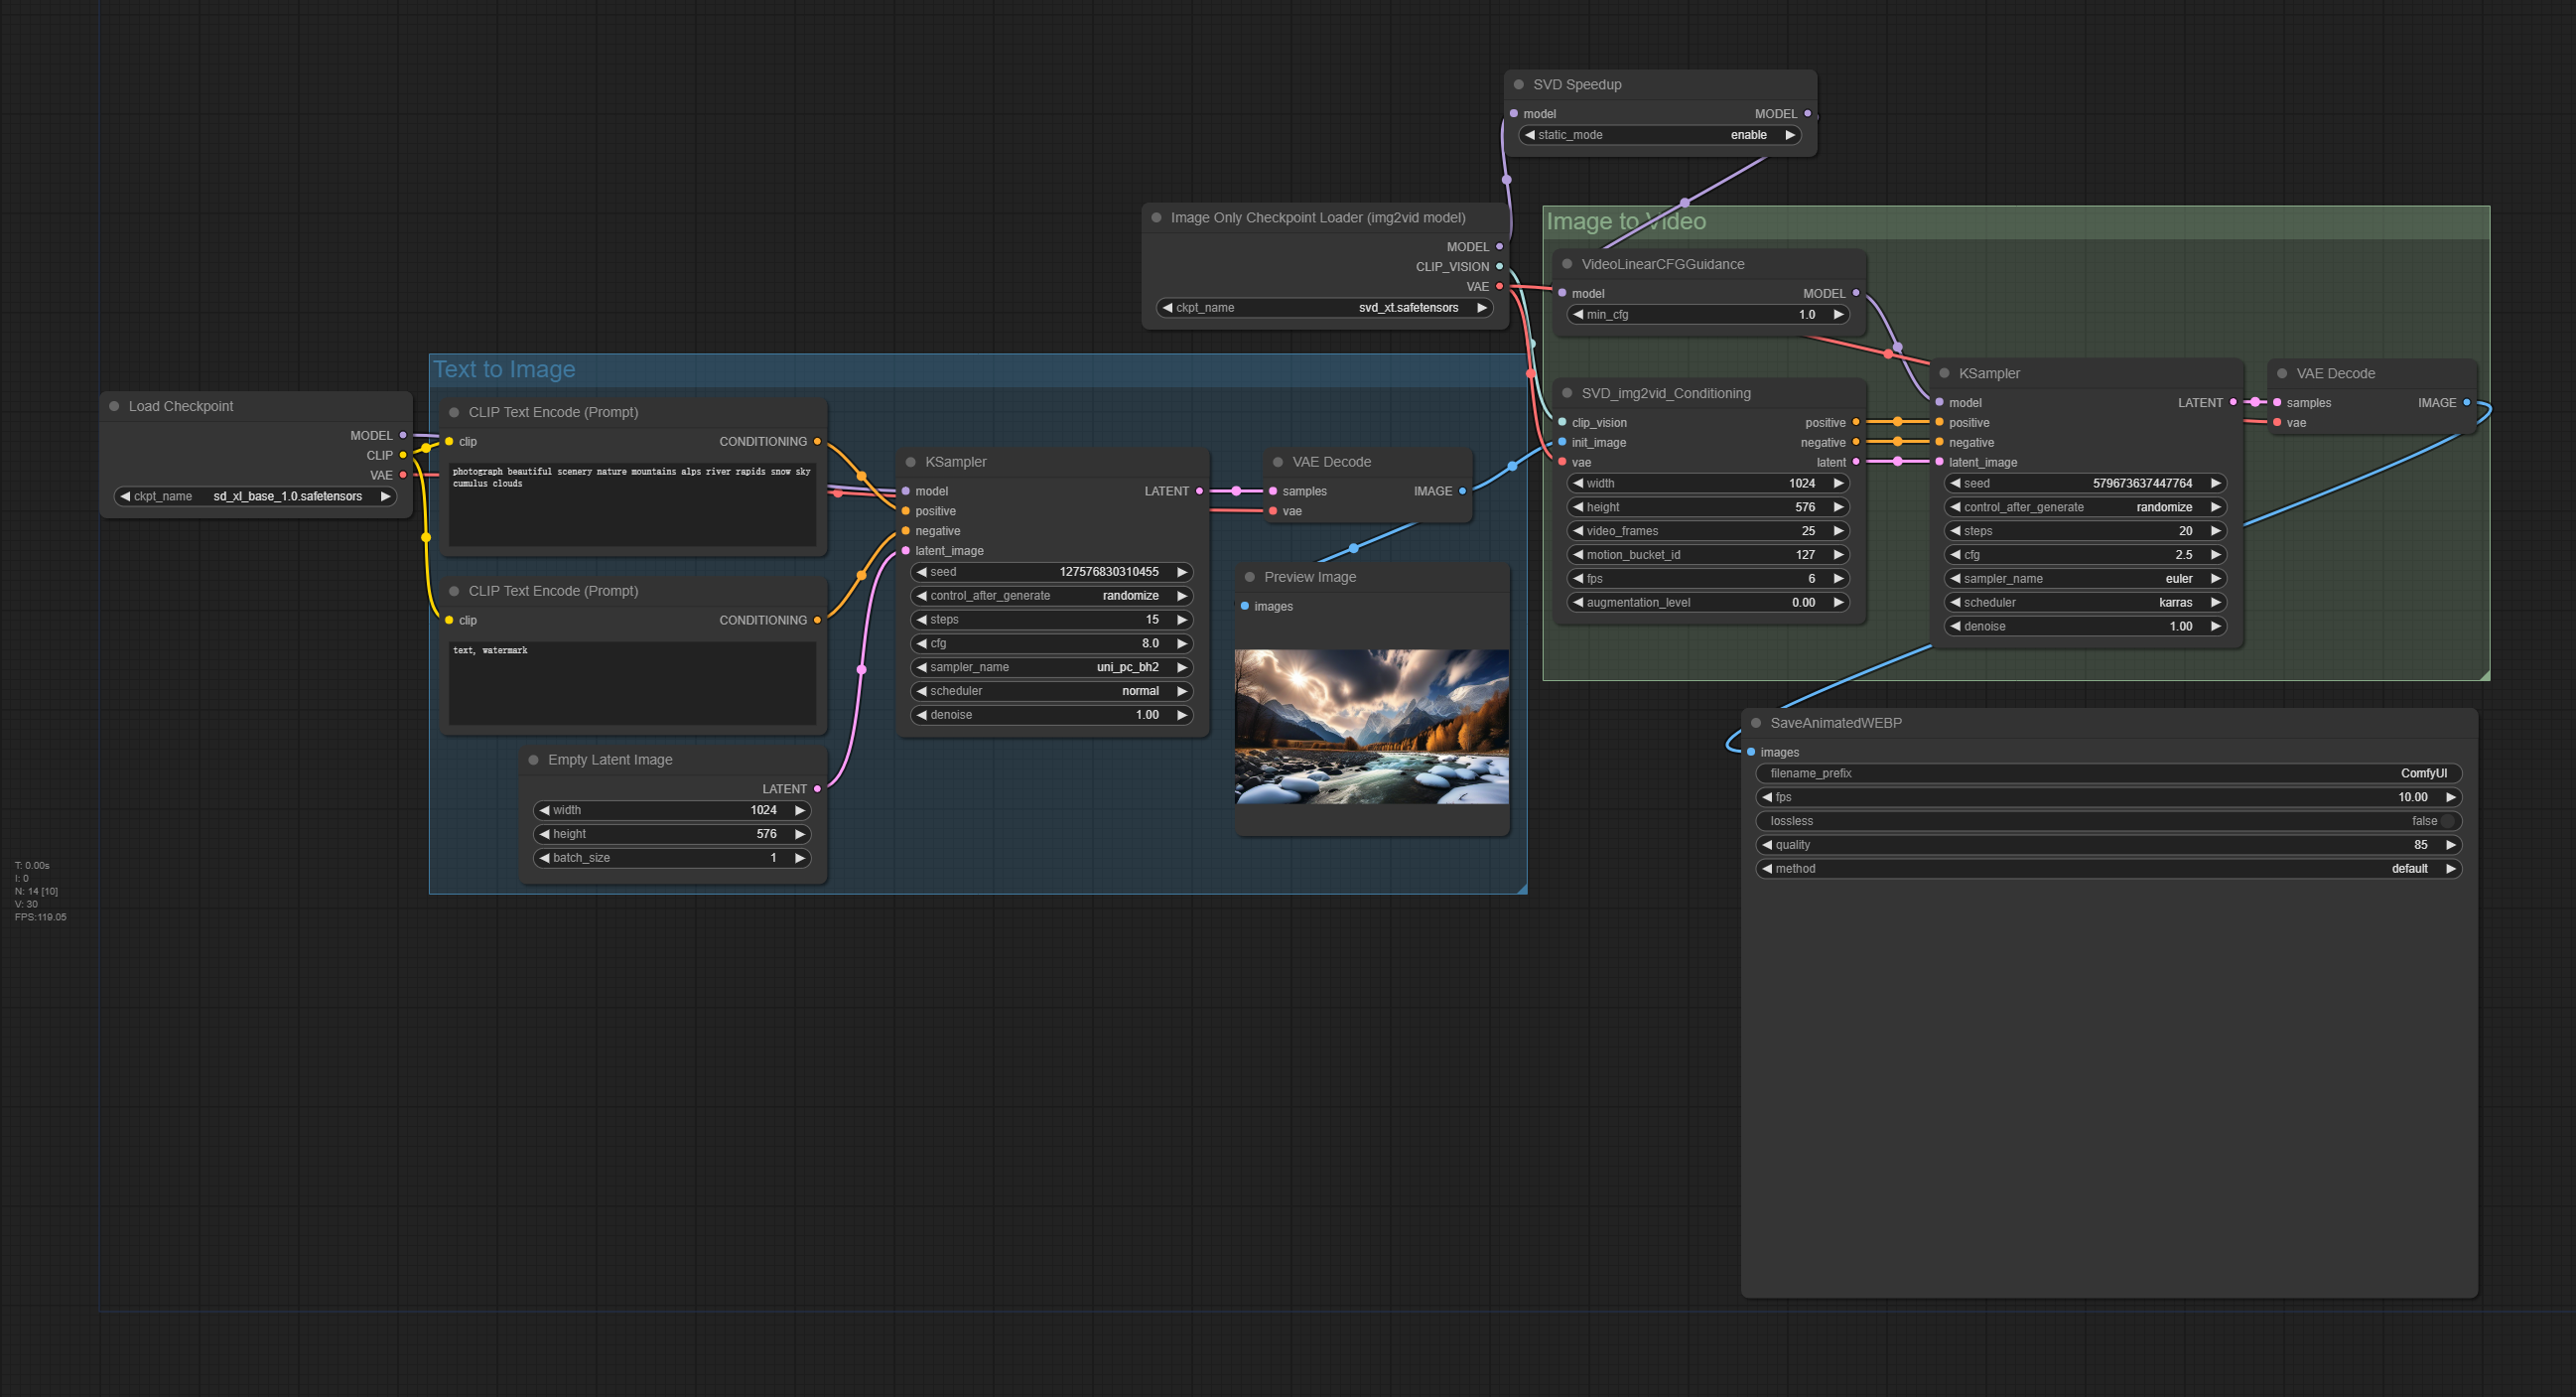 SVD Speedup
model MODEL
static_mode enable
Image Only Checkpoint Loader (img2vid model)
MODEL
CLIP_VISION
VAE
ckpt_name svd_xt.safetensors
Image to Video
VideoLinearCFGGuidance
model MODEL
min_cfg 1.0
Text to Image
Load Checkpoint
MODEL
CLIP
VAE
ckpt_name sd_xl_base_1.0.safetensors
CLIP Text Encode (Prompt)
clip CONDITIONING
photograph beautiful scenery nature mountains alps river rapids snow sky
cumulus clouds
CLIP Text Encode (Prompt)
clip CONDITIONING
text, watermark
Empty Latent Image
LATENT
width 1024
height 576
batch_size 1
KSampler
model LATENT
positive
negative
latent_image
seed 127576830310455
control_after_generate randomize
steps 15
cfg 8.0
sampler_name uni_pc_bh2
scheduler normal
denoise 1.00
VAE Decode
samples IMAGE
vae
Preview Image
images
SVD_img2vid_Conditioning
clip_vision positive
init_image negative
vae latent
width 1024
height 576
video_frames 25
motion_bucket_id 127
fps 6
augmentation_level 0.00
KSampler
model LATENT
positive
negative
latent_image
seed 579673637447764
control_after_generate randomize
steps 20
cfg 2.5
sampler_name euler
scheduler karras
denoise 1.00
VAE Decode
samples IMAGE
vae
SaveAnimatedWEBP
images
filename_prefix ComfyUI
fps 10.00
lossless false
quality 85
method default
T: 0.00s
I: 0
N: 14 [10]
V: 30
FPS:119.05